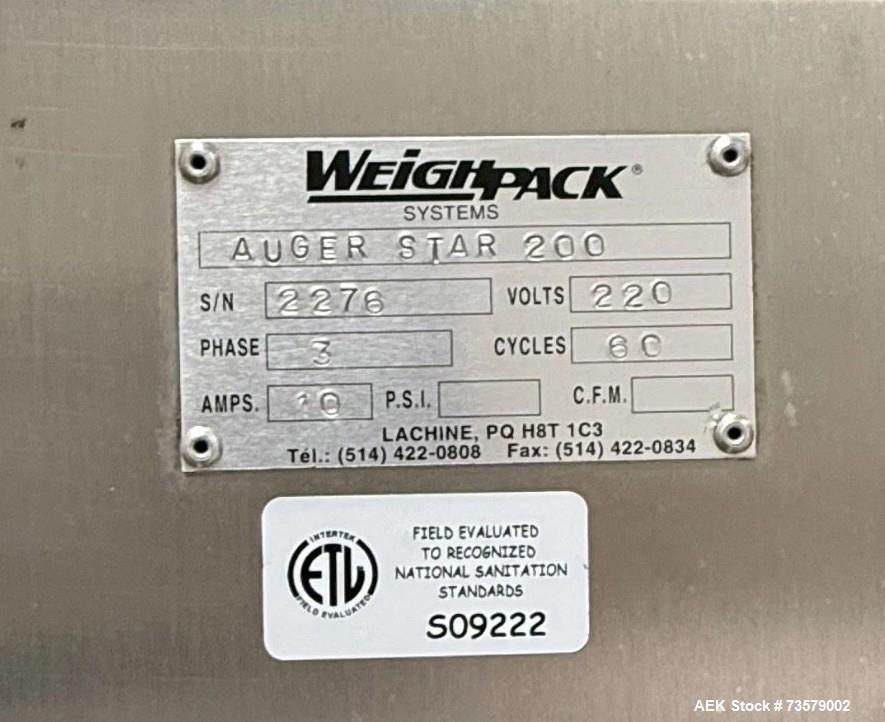 WEIGHPACK®
SYSTEMS
AUGER STAR 200
S/N 2276 VOLTS 220
PHASE 3 CYCLES 60
AMPS. 10 P.S.I. C.F.M.
LACHINE, PQ H8T 1C3
Tél.: (514) 422-0808 Fax: (514) 422-0834
INTERTEK
ETL
FIELD EVALUATED
FIELD EVALUATED
TO RECOGNIZED
NATIONAL SANITATION
STANDARDS
S09222
AEK Stock # 73579002